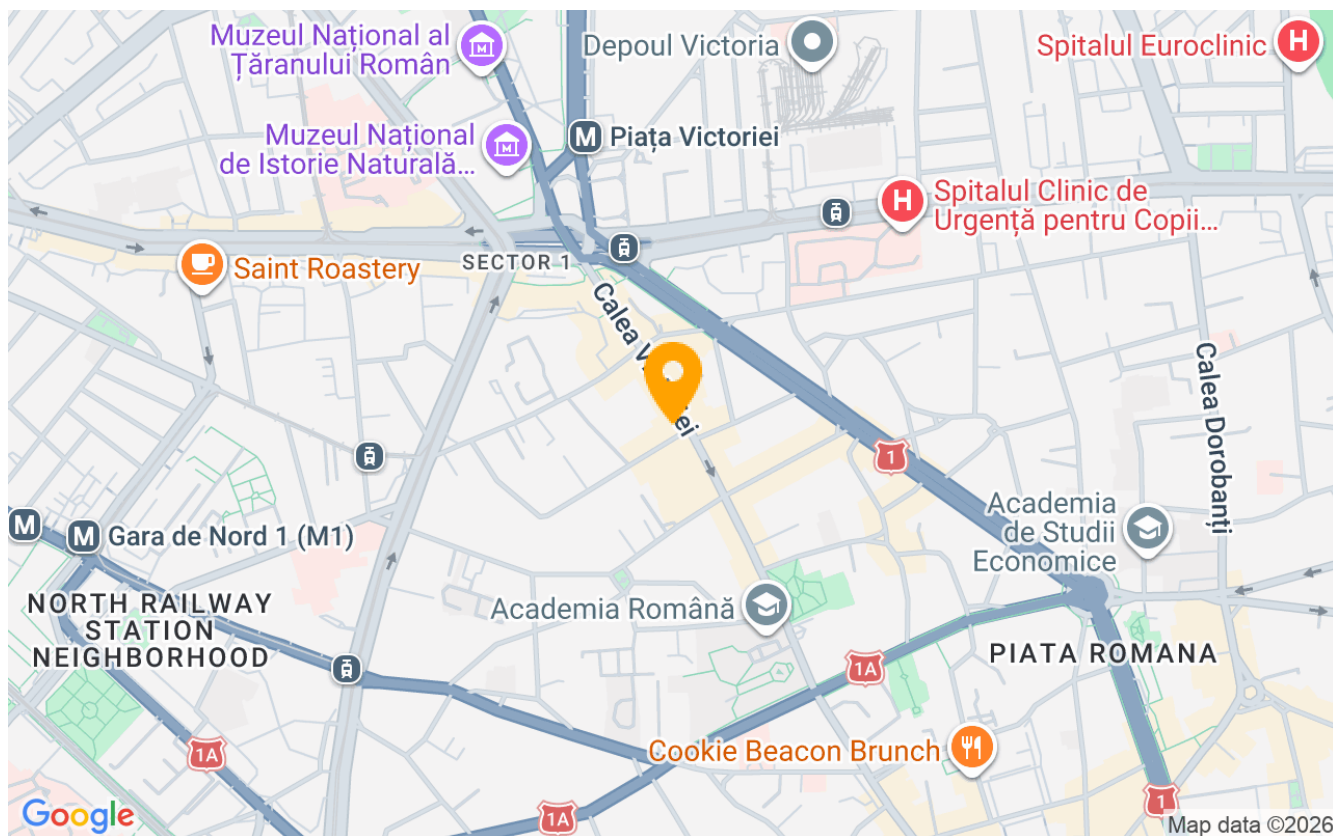 Muzeul Național al
Țăranului Român
Depoul Victoria
Spitalul Euroclinic
H
Muzeul Național
de Istorie Naturală...
M
Piața Victoriei
H
Spitalul Clinic de
Urgență pentru Copii...
Saint Roastery
SECTOR 1
Calea V
ei
Calea Dorobanți
1
Academia
de Studii
Economice
M
M
Gara de Nord 1 (M1)
NORTH RAILWAY
STATION
NEIGHBORHOOD
Academia Română
PIATA ROMANA
1A
1A
Cookie Beacon Brunch
1A
1
Google
Map data ©2026